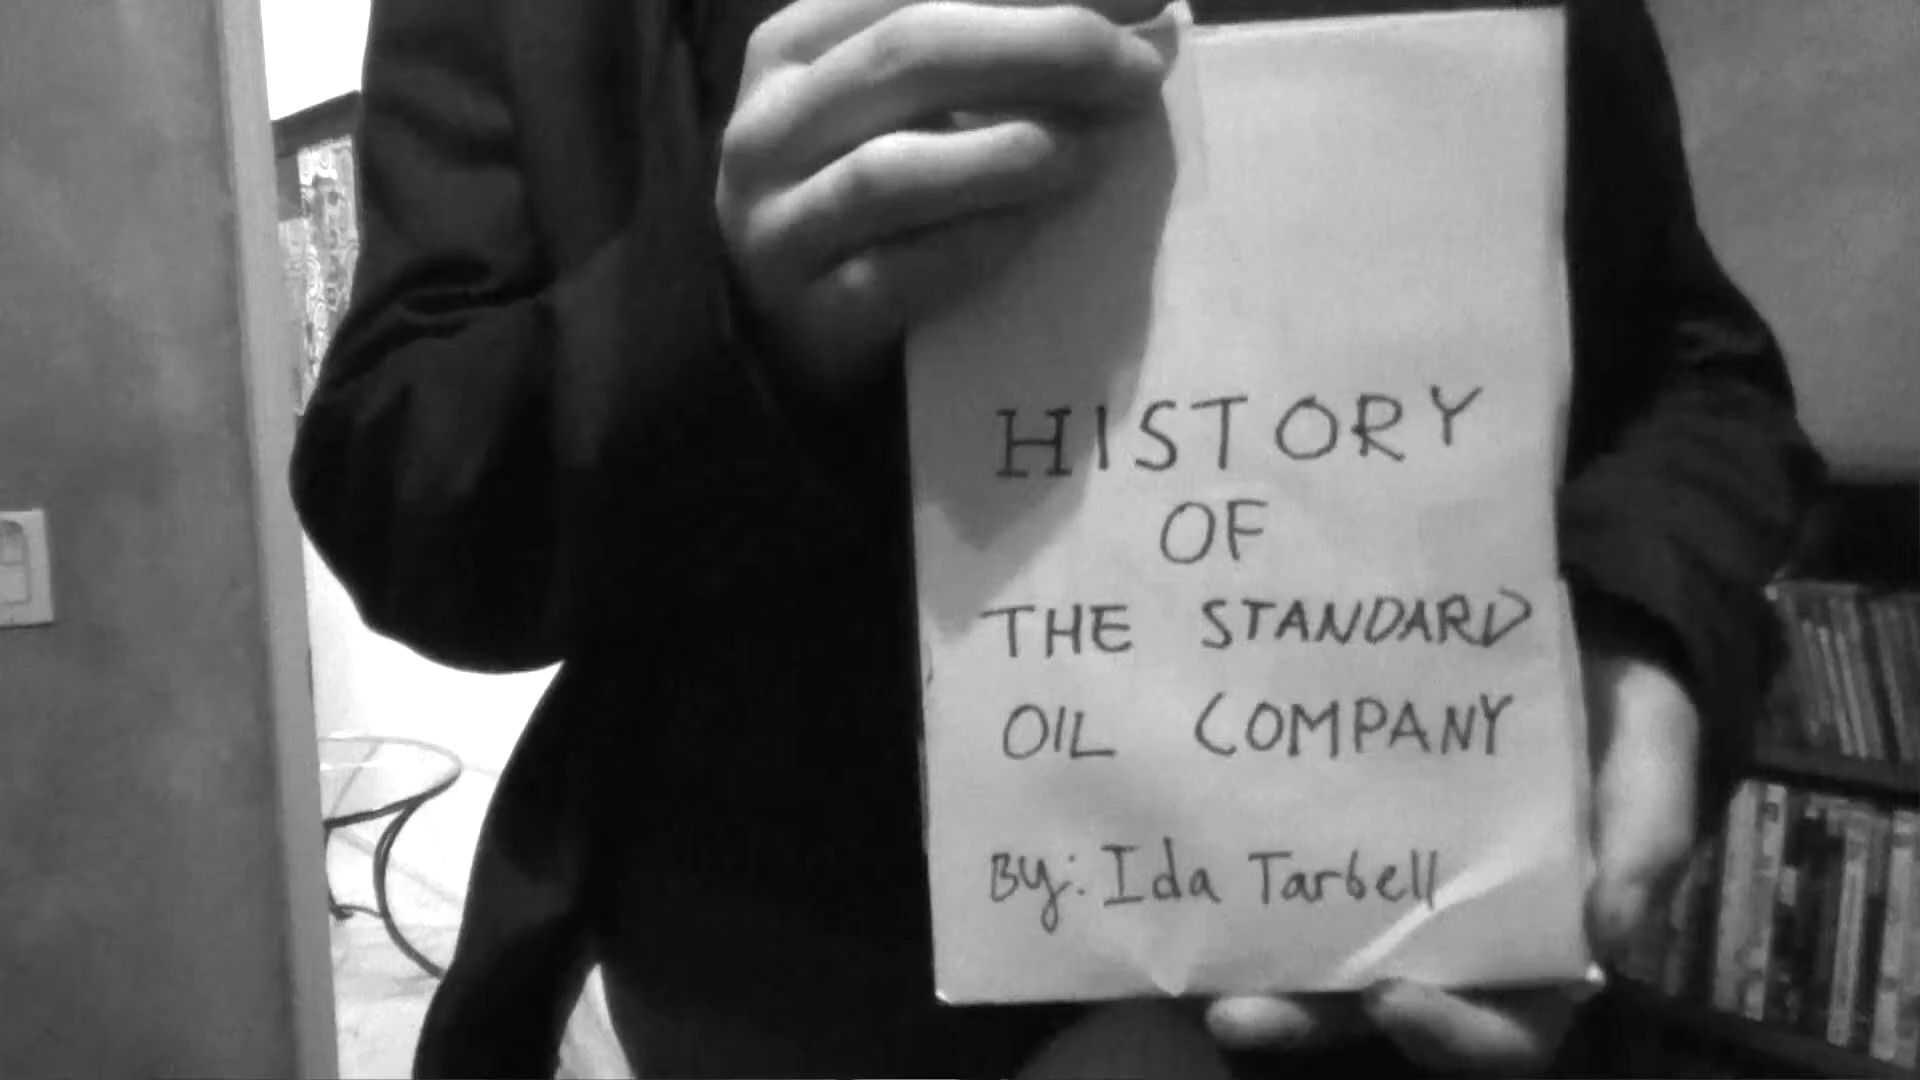 HISTORY
OF
THE STANDARD
OIL COMPANY
By: Ida Tarbell